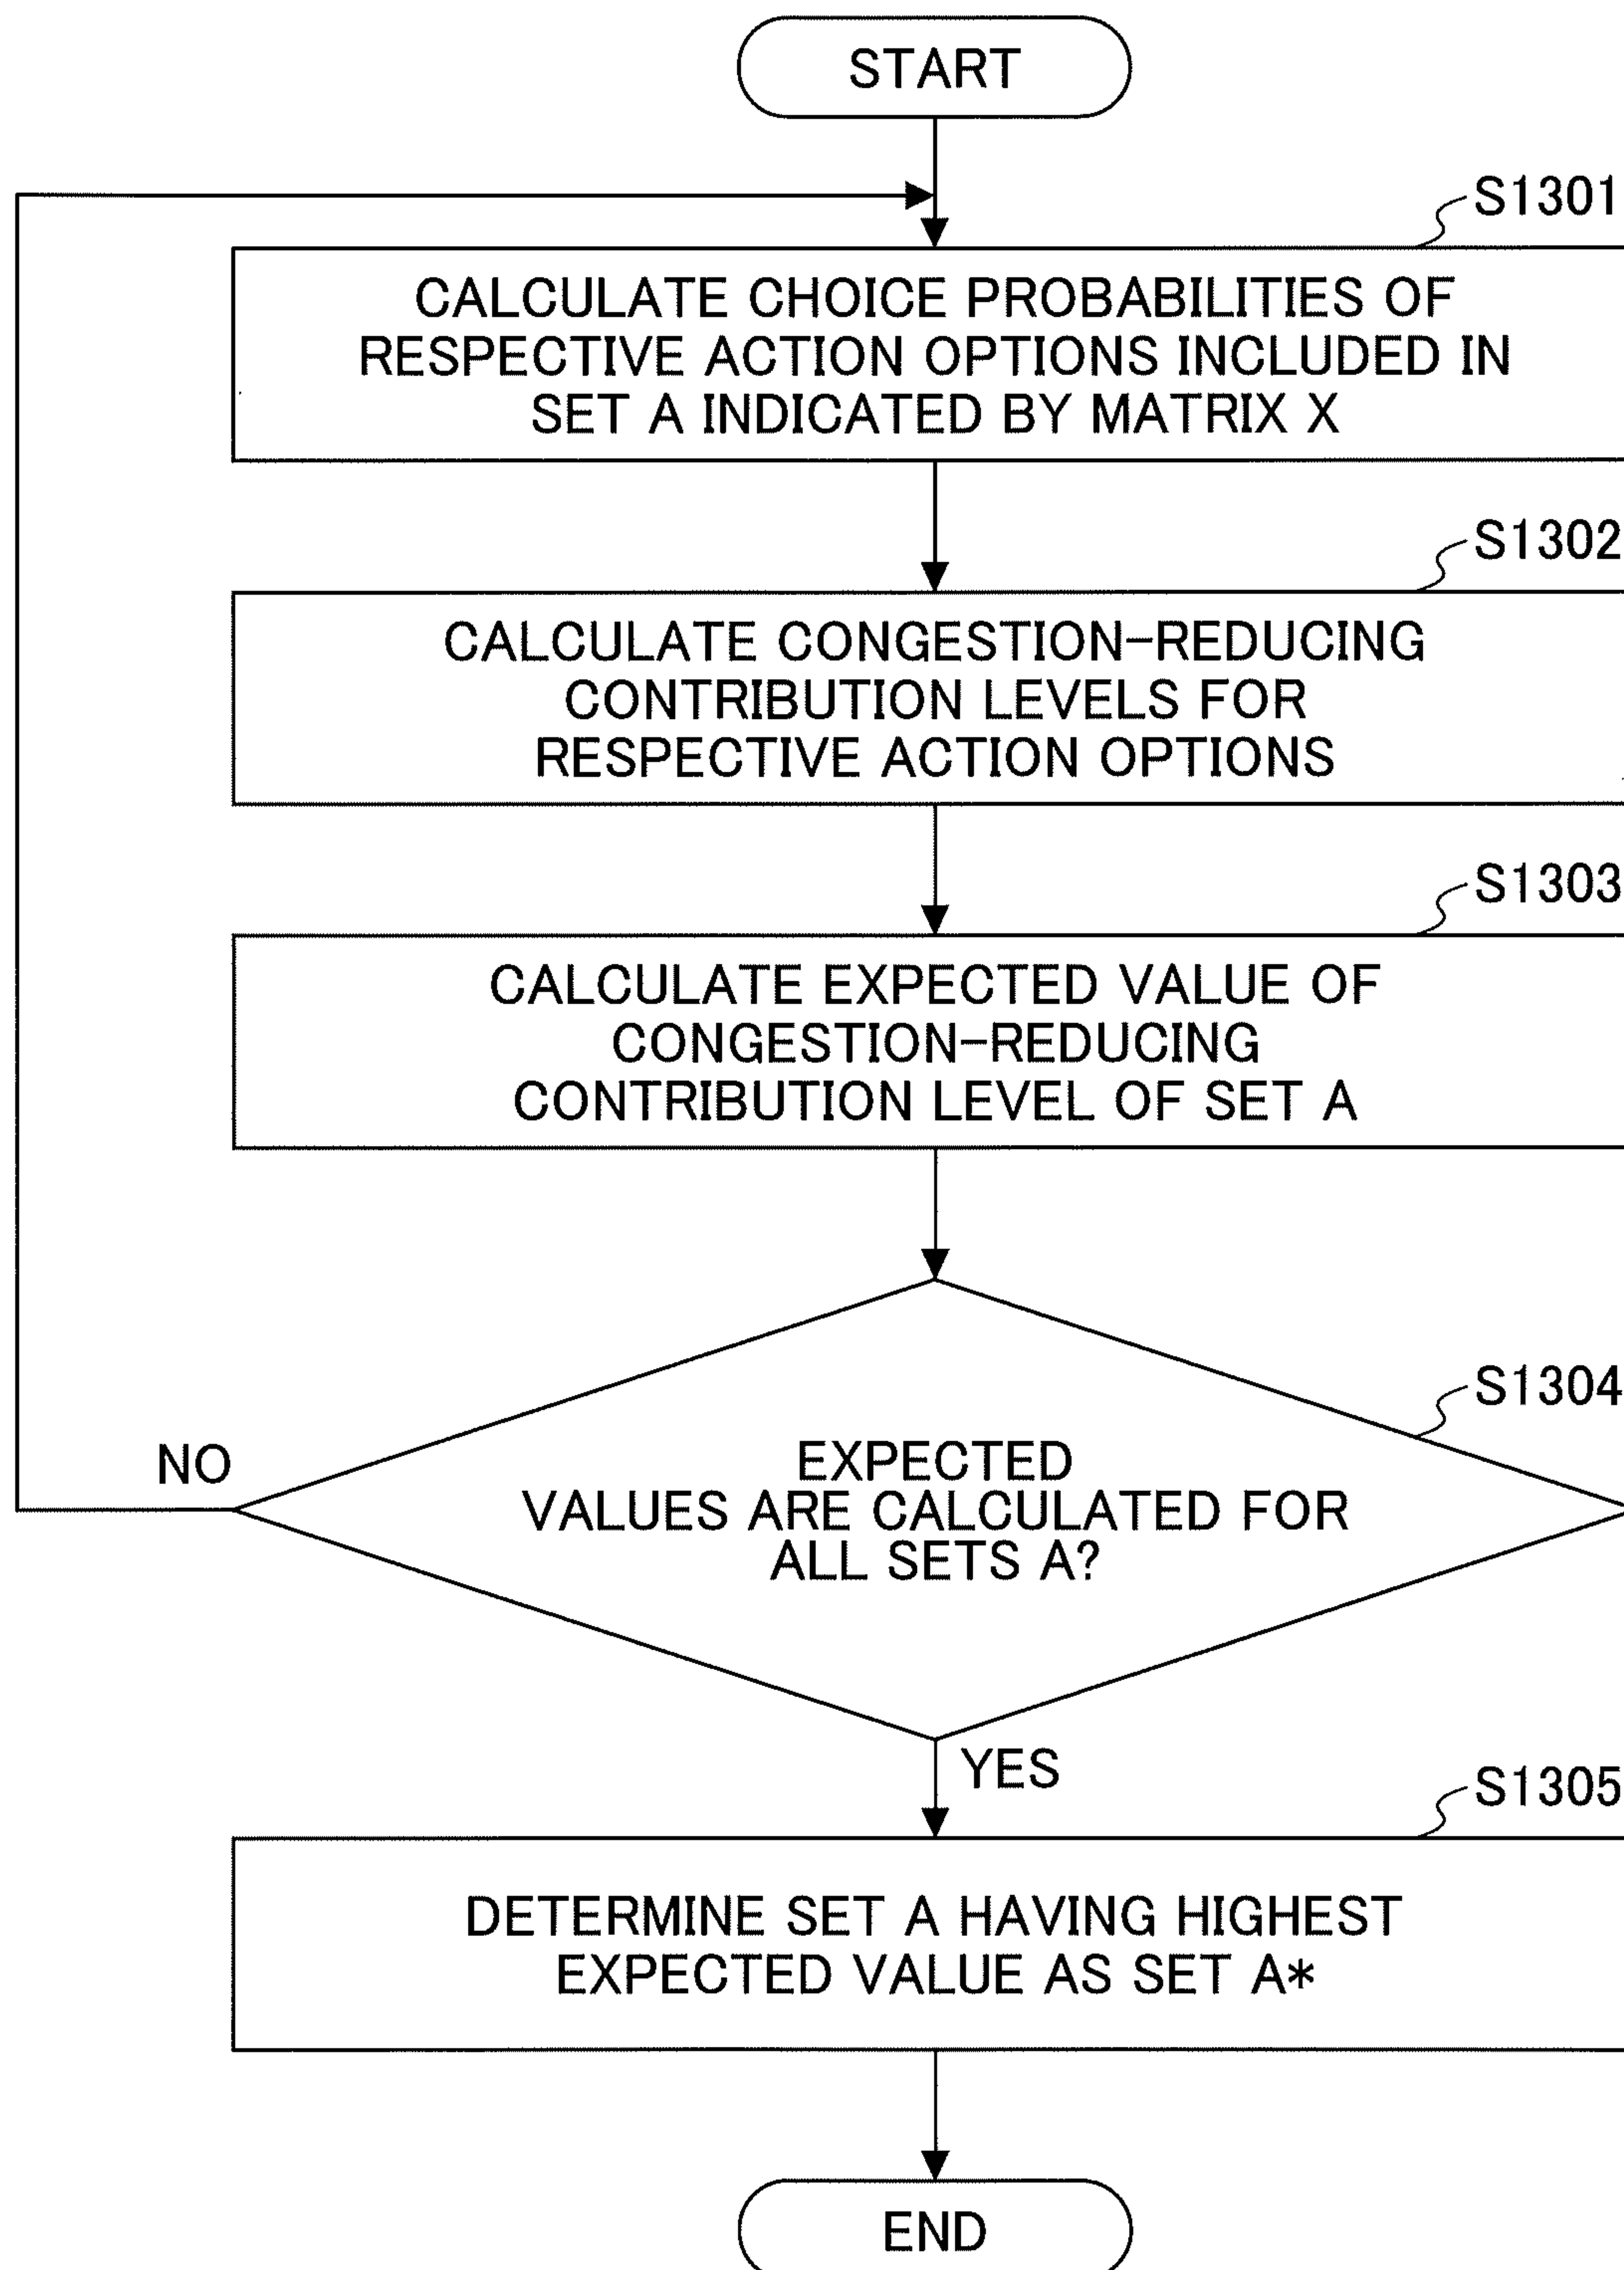 START
S1301
CALCULATE CHOICE PROBABILITIES OF
RESPECTIVE ACTION OPTIONS INCLUDED IN
SET A INDICATED BY MATRIX X
S1302
CALCULATE CONGESTION-REDUCING
CONTRIBUTION LEVELS FOR
RESPECTIVE ACTION OPTIONS
S1303
CALCULATE EXPECTED VALUE OF
CONGESTION-REDUCING
CONTRIBUTION LEVEL OF SET A
S1304
NO
EXPECTED
VALUES ARE CALCULATED FOR
ALL SETS A?
YES
S1305
DETERMINE SET A HAVING HIGHEST
EXPECTED VALUE AS SET A*
END